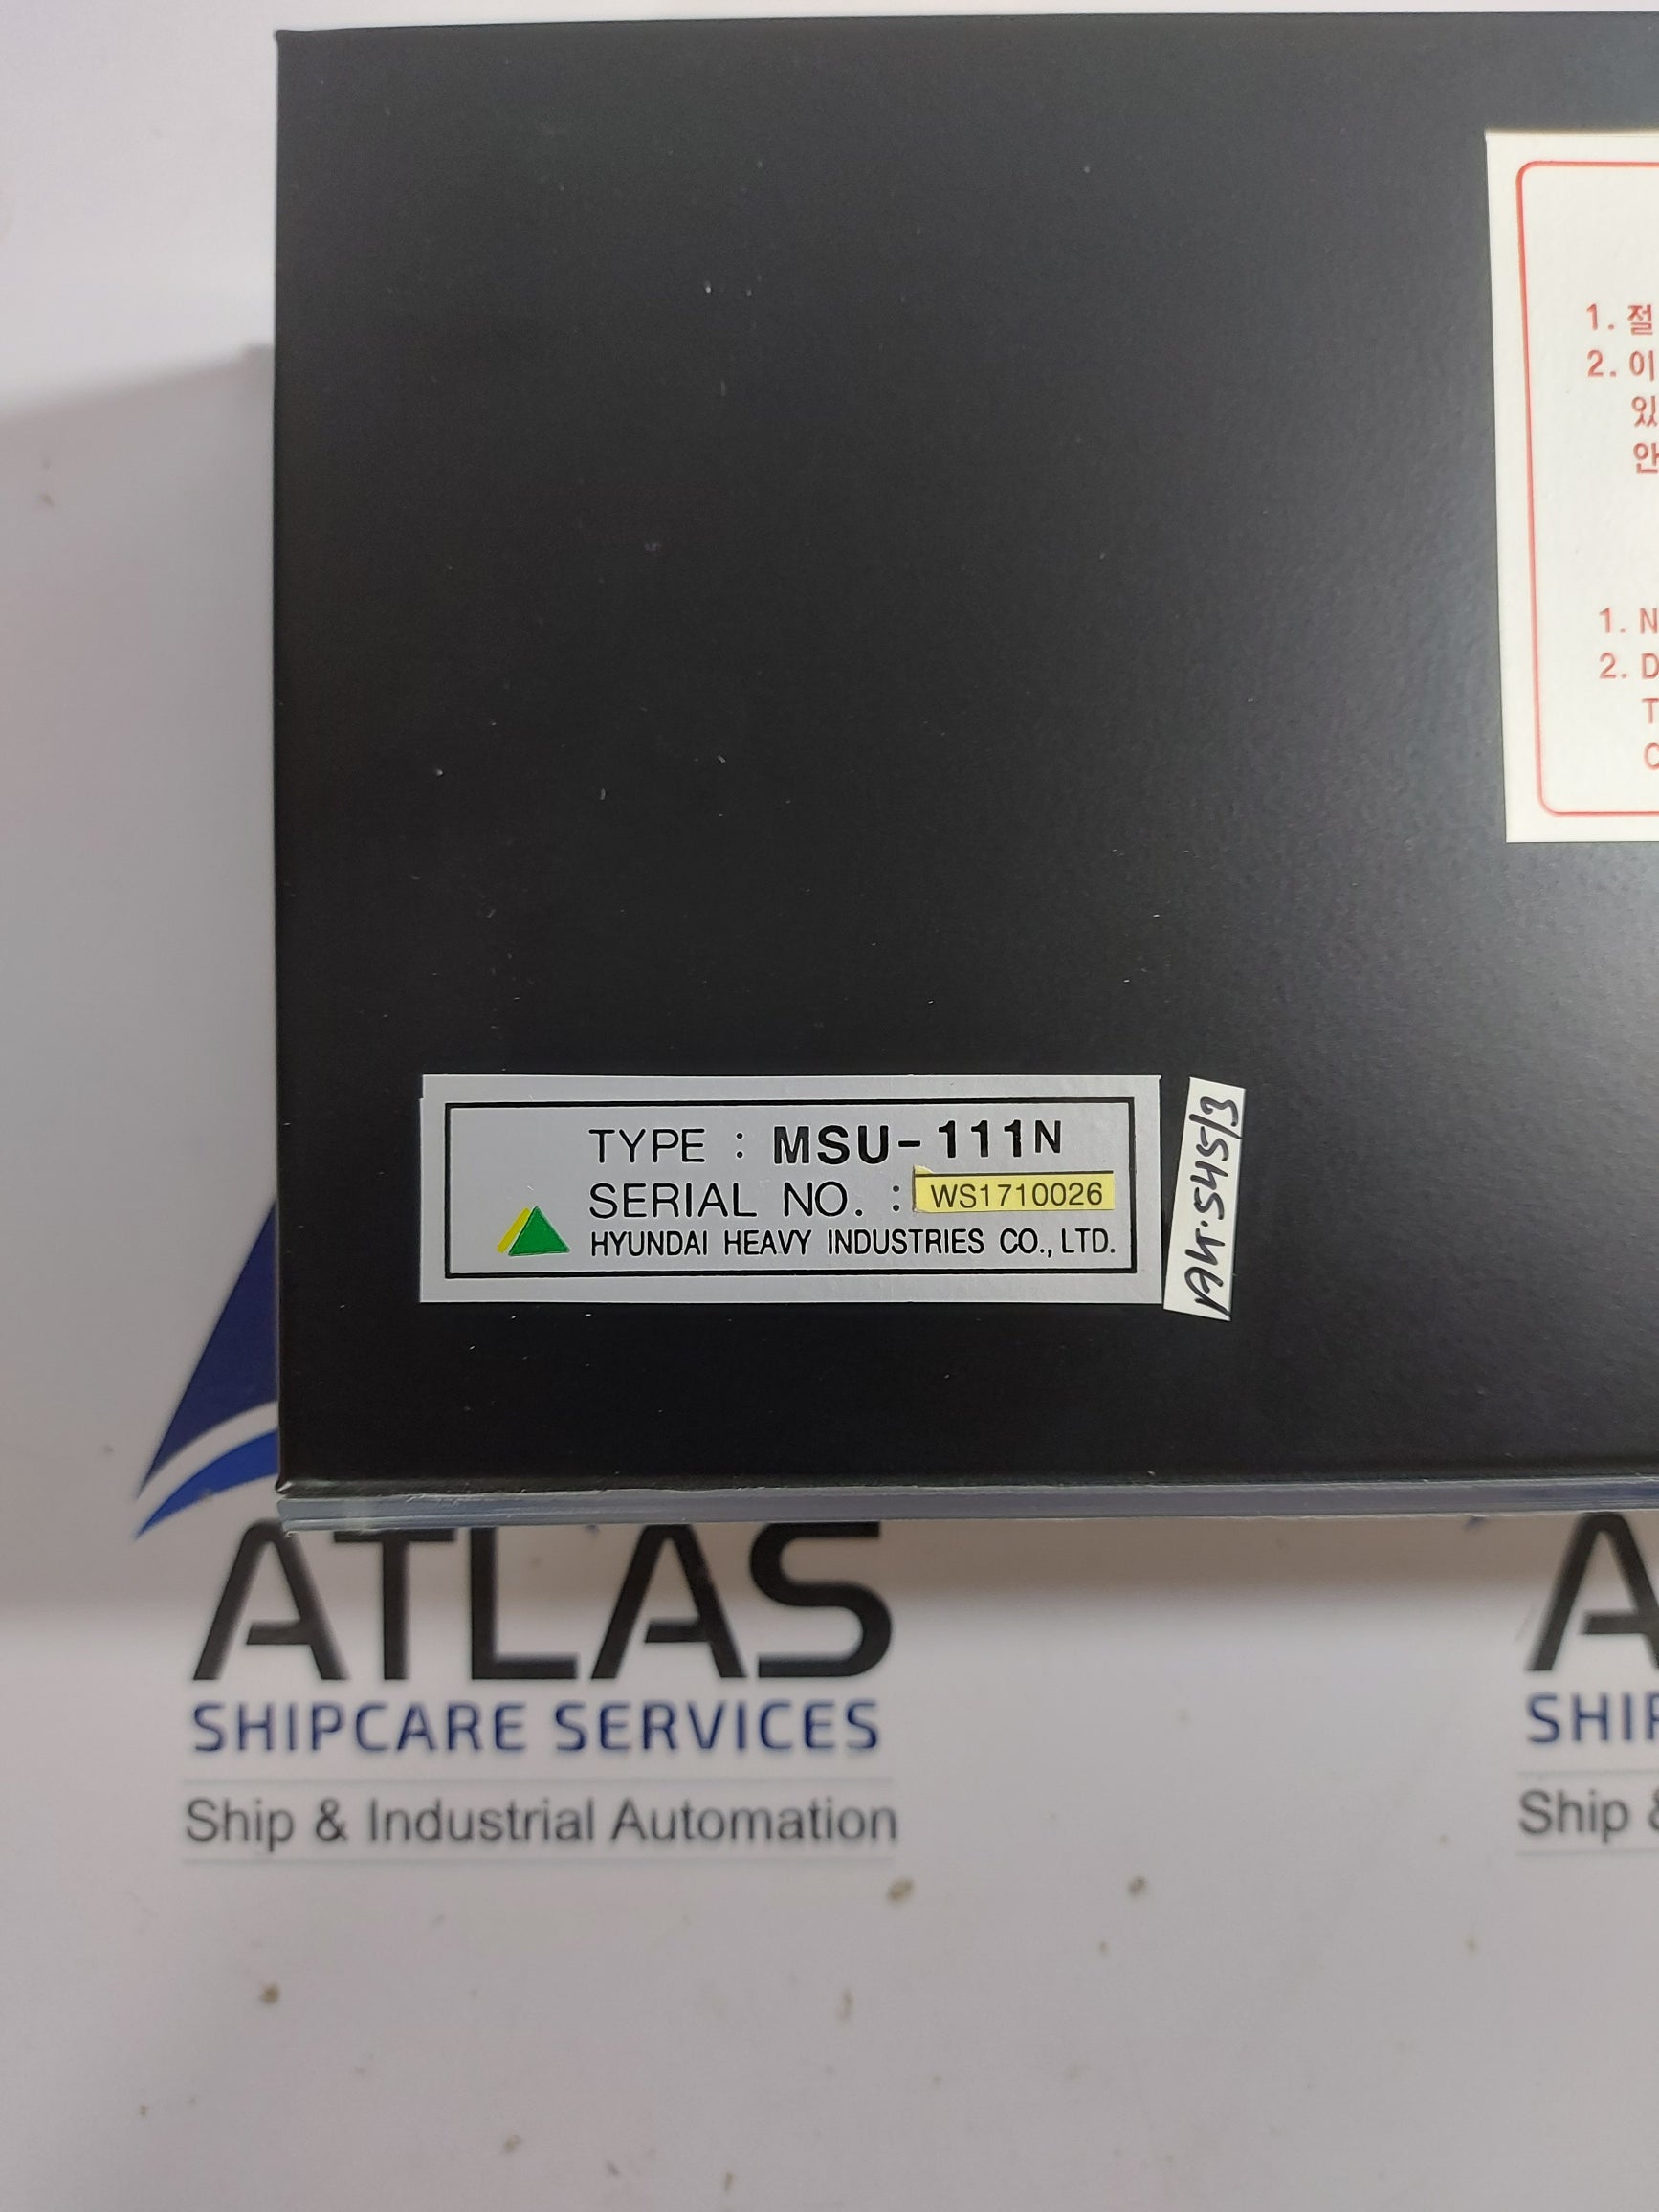 1. 절
2. 이
있
안
1. N
2. D
T
C
TYPE : MSU-111N
SERIAL NO. : WS1710026
HYUNDAI HEAVY INDUSTRIES CO., LTD.
ATLAS
SHIPCARE SERVICES
Ship & Industrial Automation
A
SHIP
Ship &